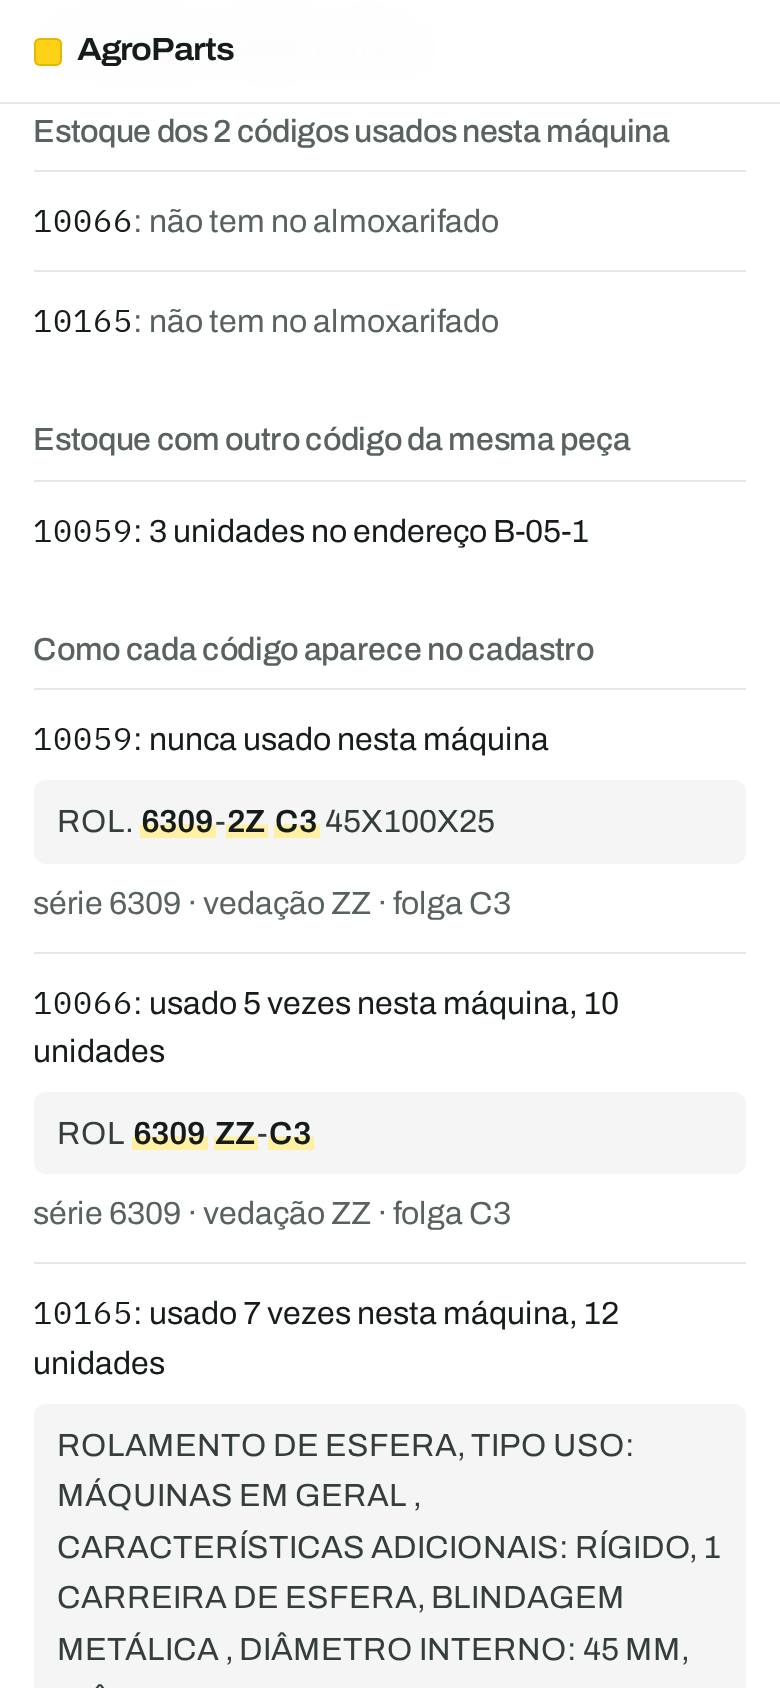 AgroParts
Estoque dos 2 códigos usados nesta máquina
10066: não tem no almoxarifado
10165: não tem no almoxarifado
Estoque com outro código da mesma peça
10059: 3 unidades no endereço B-05-1
Como cada código aparece no cadastro
10059: nunca usado nesta máquina
ROL. 6309-2Z C3 45X100X25
série 6309 · vedação ZZ · folga C3
10066: usado 5 vezes nesta máquina, 10
unidades
ROL 6309 ZZ-C3
série 6309 · vedação ZZ · folga C3
10165: usado 7 vezes nesta máquina, 12
unidades
ROLAMENTO DE ESFERA, TIPO USO:
MÁQUINAS EM GERAL ,
CARACTERÍSTICAS ADICIONAIS: RÍGIDO, 1
CARREIRA DE ESFERA, BLINDAGEM
METÁLICA , DIÂMETRO INTERNO: 45 MM,